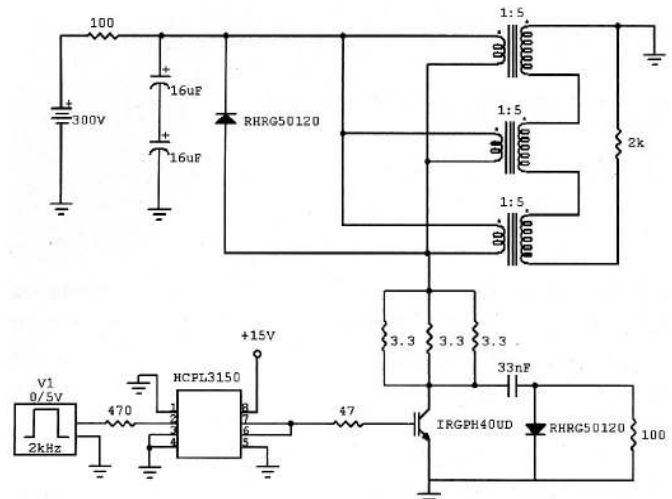 100
1:5
16uF
300V
RHRG50120
1:5
16uF
2k
1:5
+15V
3.3
3.3
3.3
33nF
V1
0/5V
HCPL3150
470
1
8
2
7
3
6
4
5
47
IRGPH40UD
RHRG50120
100
2kHz